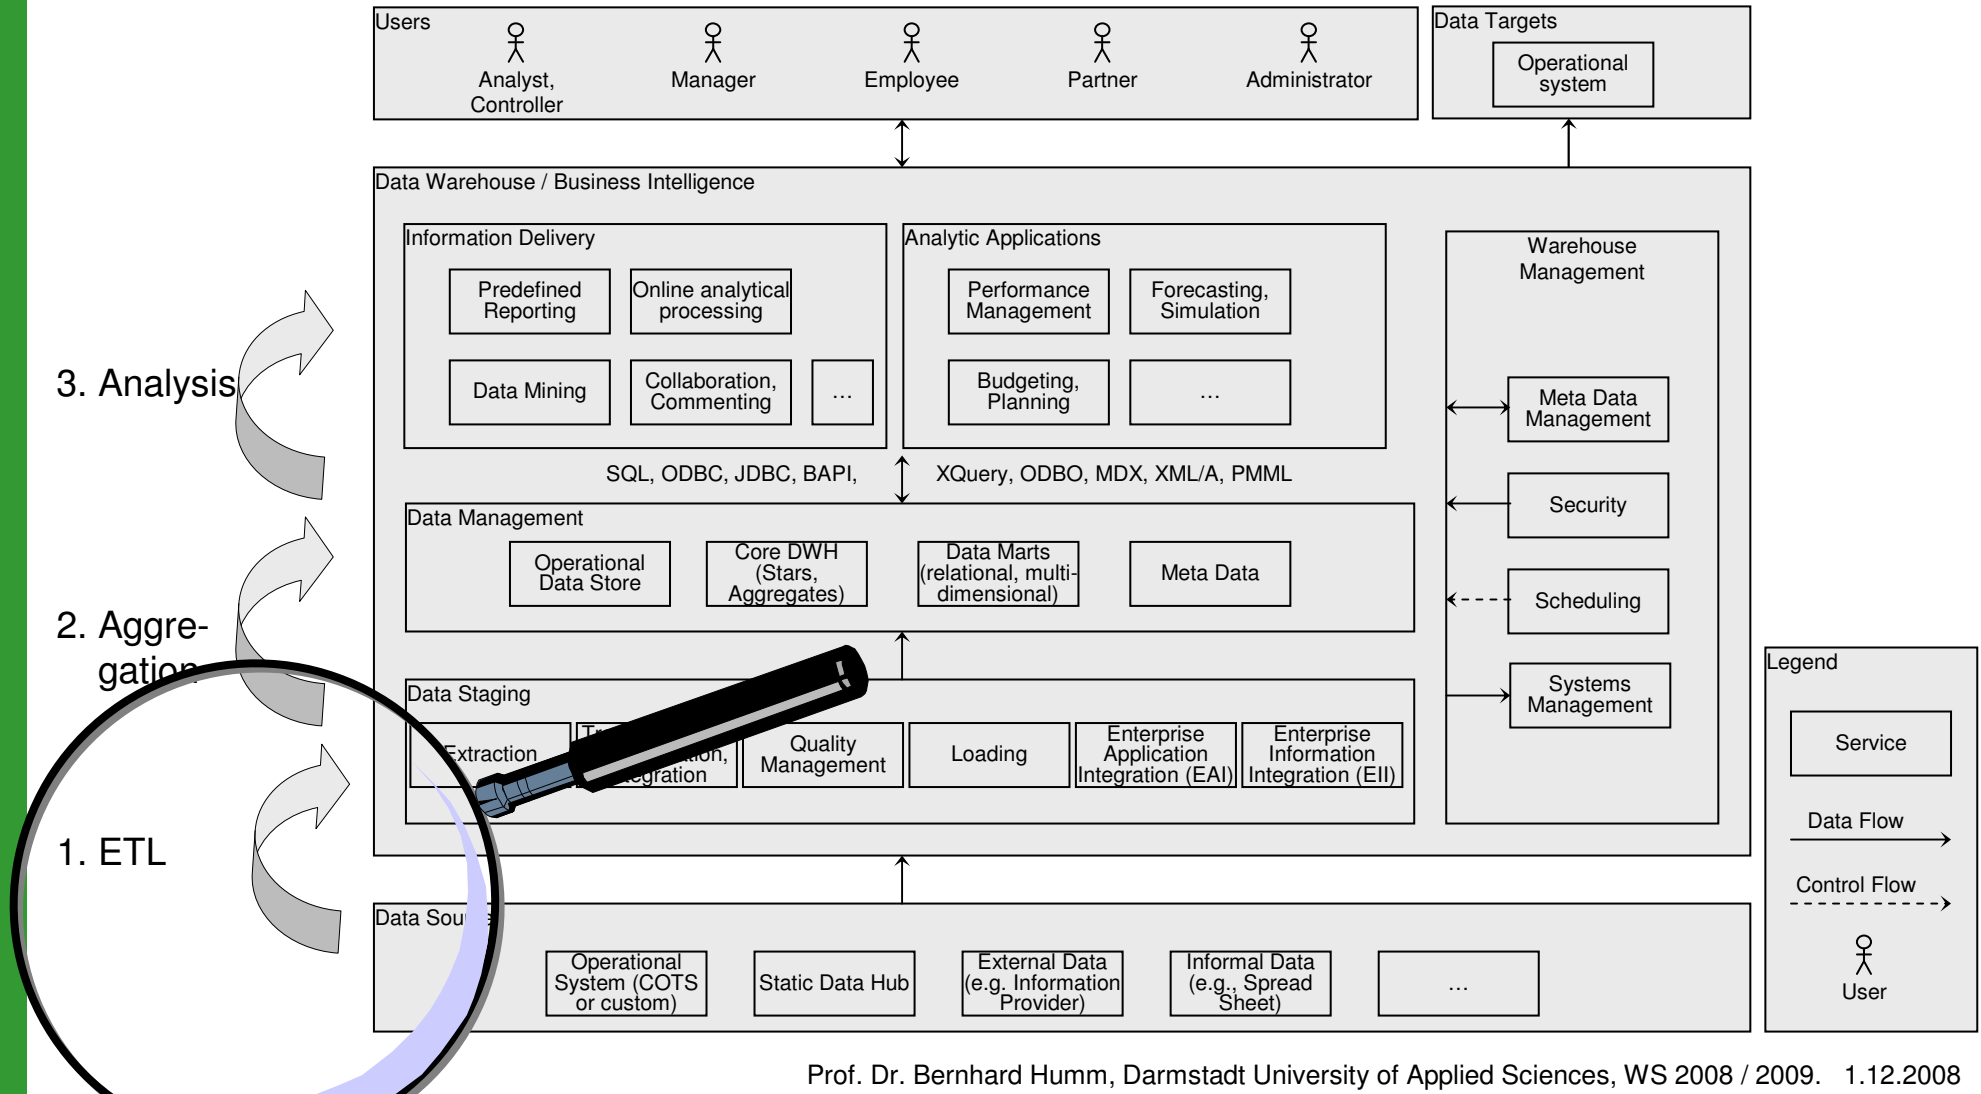 Users
Analyst,
Controller
Manager
Employee
Partner
Administrator
Data Targets
Operational
system
Data Warehouse / Business Intelligence
Information Delivery
Predefined
Reporting
Online analytical
processing
Data Mining
Collaboration,
Commenting
…
Analytic Applications
Performance
Management
Forecasting,
Simulation
Budgeting,
Planning
…
Warehouse
Management
Meta Data
Management
Security
Scheduling
Systems
Management
3. Analysis
SQL, ODBC, JDBC, BAPI,
XQuery, ODBO, MDX, XML/A, PMML
Data Management
Operational
Data Store
Core DWH
(Stars,
Aggregates)
Data Marts
(relational, multi-
dimensional)
Meta Data
2. Aggre-
gation
Data Staging
Extraction
Quality
Management
Loading
Enterprise
Application
Integration (EAI)
Enterprise
Information
Integration (EII)
1. ETL
Data
Operational
System (COTS
or custom)
Static Data Hub
External Data
(e.g. Information
Provider)
Informal Data
(e.g., Spread
Sheet)
…
Legend
Service
Data Flow
Control Flow
User
Prof. Dr. Bernhard Humm, Darmstadt University of Applied Sciences, WS 2008 / 2009. 1.12.2008